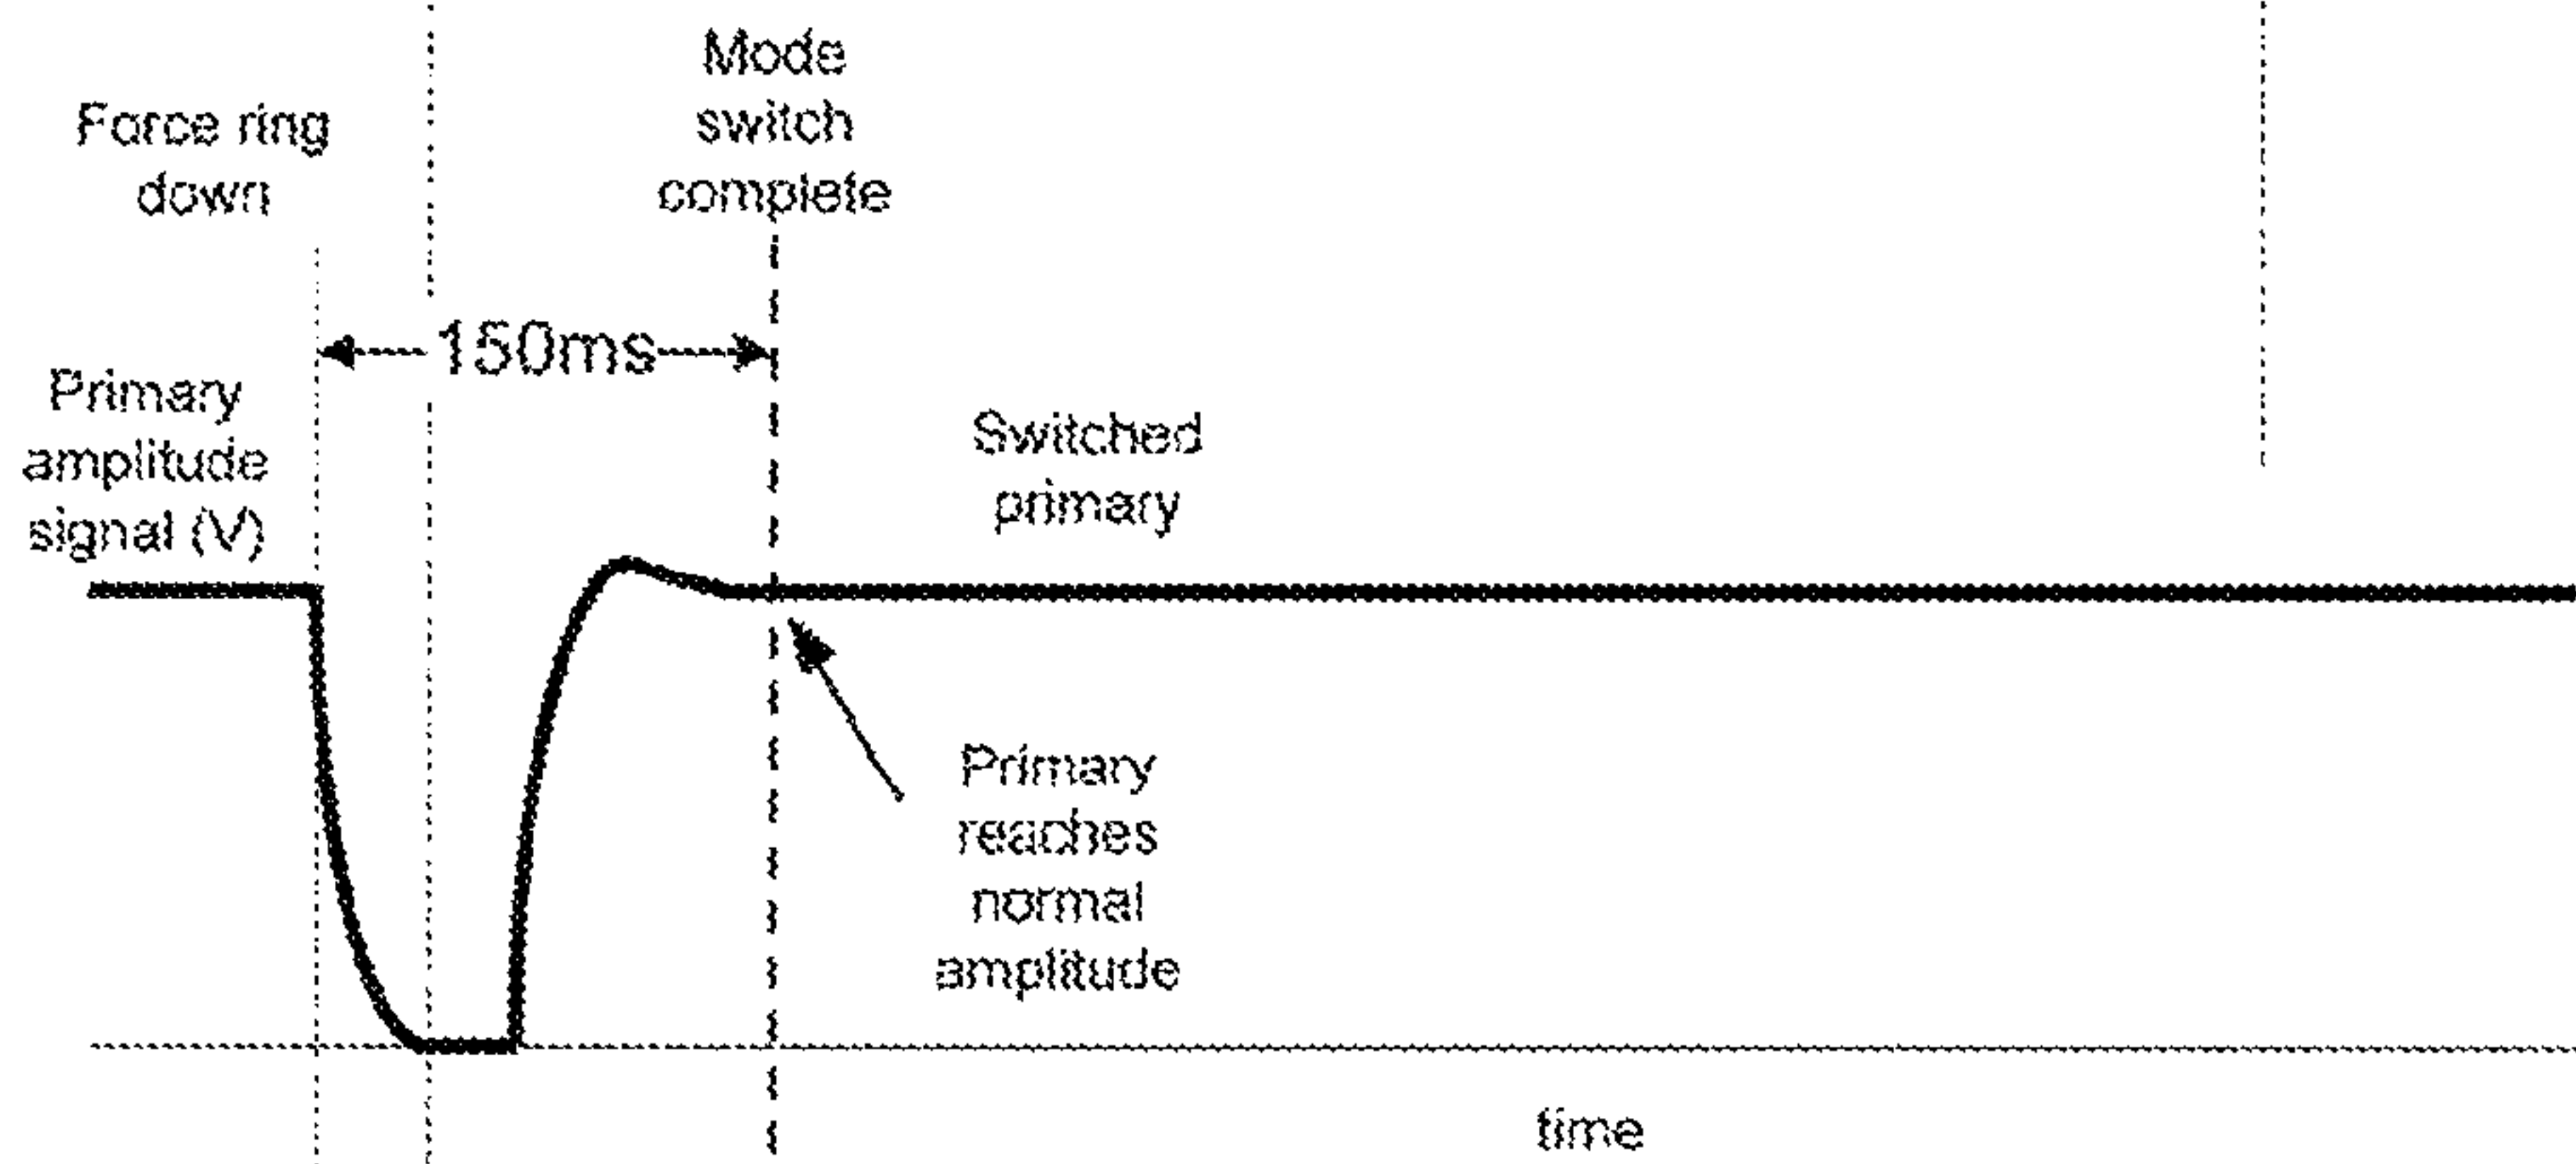 Mode
switch
complete
Force ring
down
150ms
Primary
amplitude
signal (V)
Switched
primary
Primary
reaches
normal
amplitude
time